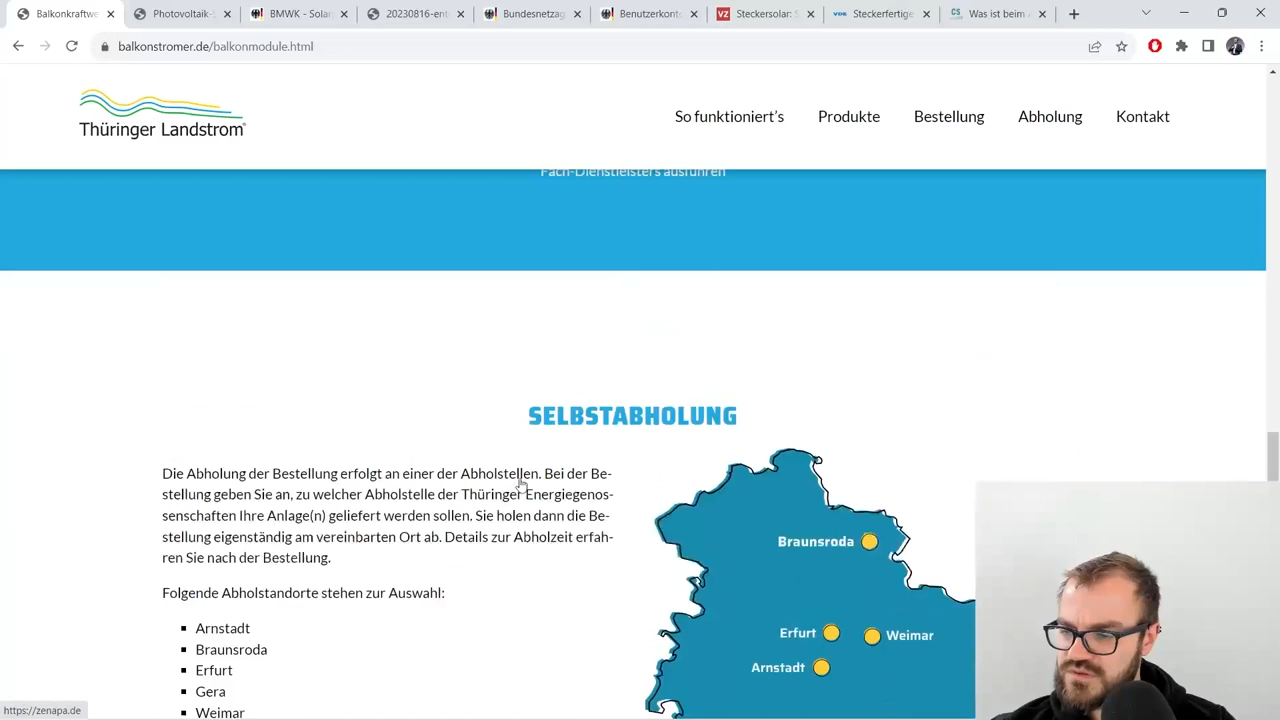 Balkonkraftwe
Photovoltaik-
BMWK - Solar
20230816-ent
Bundesnetzag
Benutzerkont
VZ Steckersolar: S
VDE Steckerfertige
CS Was ist beim
balkonstromer.de/balkonmodule.html
Thüringer Landstrom
So funktioniert’s
Produkte
Bestellung
Abholung
Kontakt
Fach-Dienstleisters ausführen
SELBSTABHOLUNG
Die Abholung der Bestellung erfolgt an einer der Abholstellen. Bei der Be-
stellung geben Sie an, zu welcher Abholstelle der Thüringer Energiegenos-
senschaften Ihre Anlage(n) geliefert werden sollen. Sie holen dann die Be-
stellung eigenständig am vereinbarten Ort ab. Details zur Abholzeit erfah-
ren Sie nach der Bestellung.
Folgende Abholstandorte stehen zur Auswahl:
Arnstadt
Braunsroda
Erfurt
Gera
Weimar
Braunsroda
Erfurt
Weimar
Arnstadt
https://zenapa.de